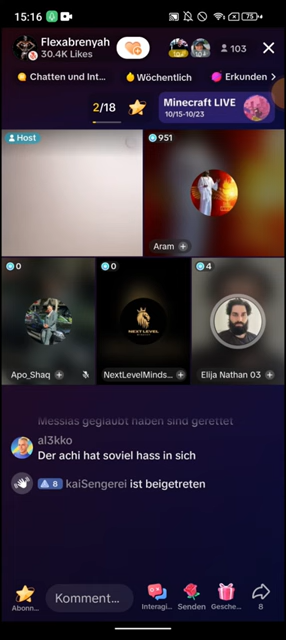 15:16
75
Flexabrenyah
30.4K Likes
103
Chatten und Int...
Wöchentlich
Erkunden
2/18
Minecraft LIVE
10/15-10/23
Host
951
Aram
0
0
4
NEXT LEVEL
Apo_Shaq
NextLevelMinds...
Elija Nathan 03
Messias geglaubt haben sind gerettet
al3kko
Der achi hat soviel hass in sich
8 kaiSengerei ist beigetreten
Komment...
Abonn...
Interagi...
Senden
Gesche...
8